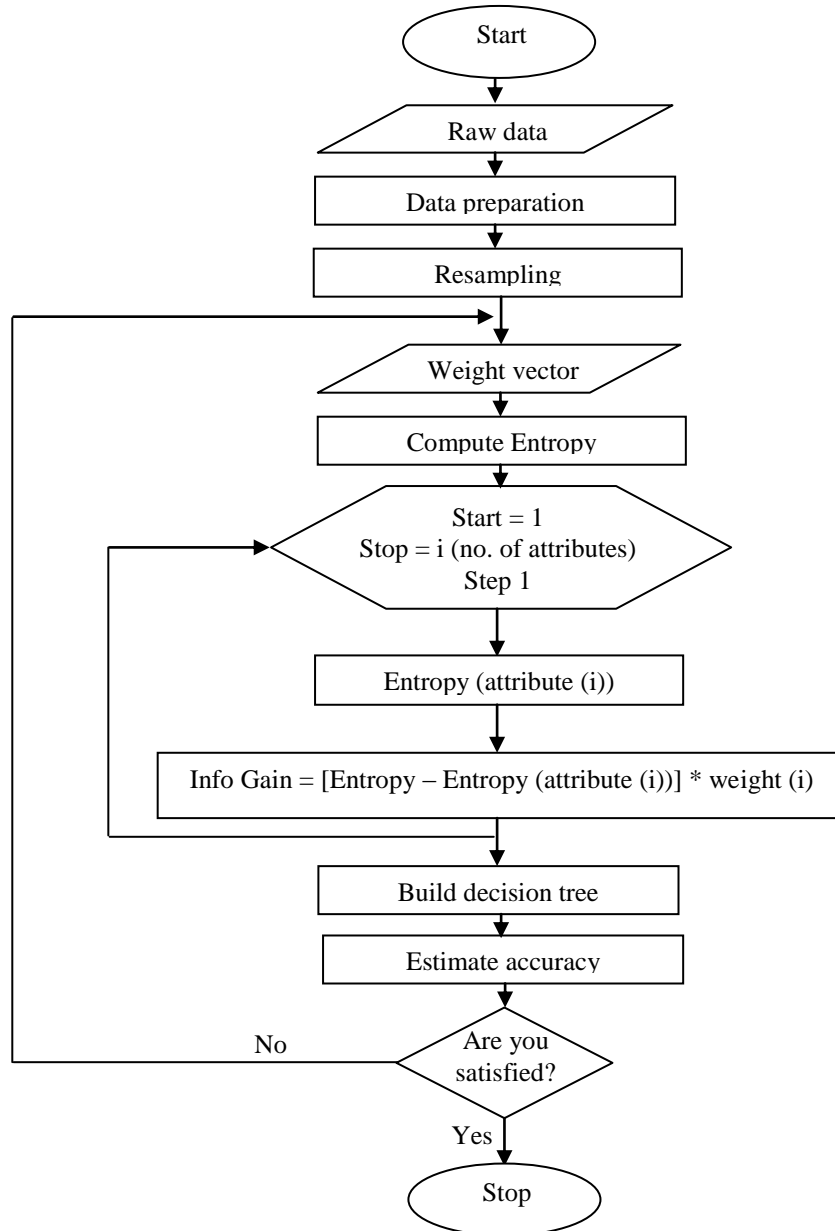 Start
Raw data
Data preparation
Resampling
Weight vector
Compute Entropy
Start = 1
Stop = i (no. of attributes)
Step 1
Entropy (attribute (i))
Info Gain = [Entropy – Entropy (attribute (i))] * weight (i)
Build decision tree
Estimate accuracy
Are you
satisfied?
No
Yes
Stop